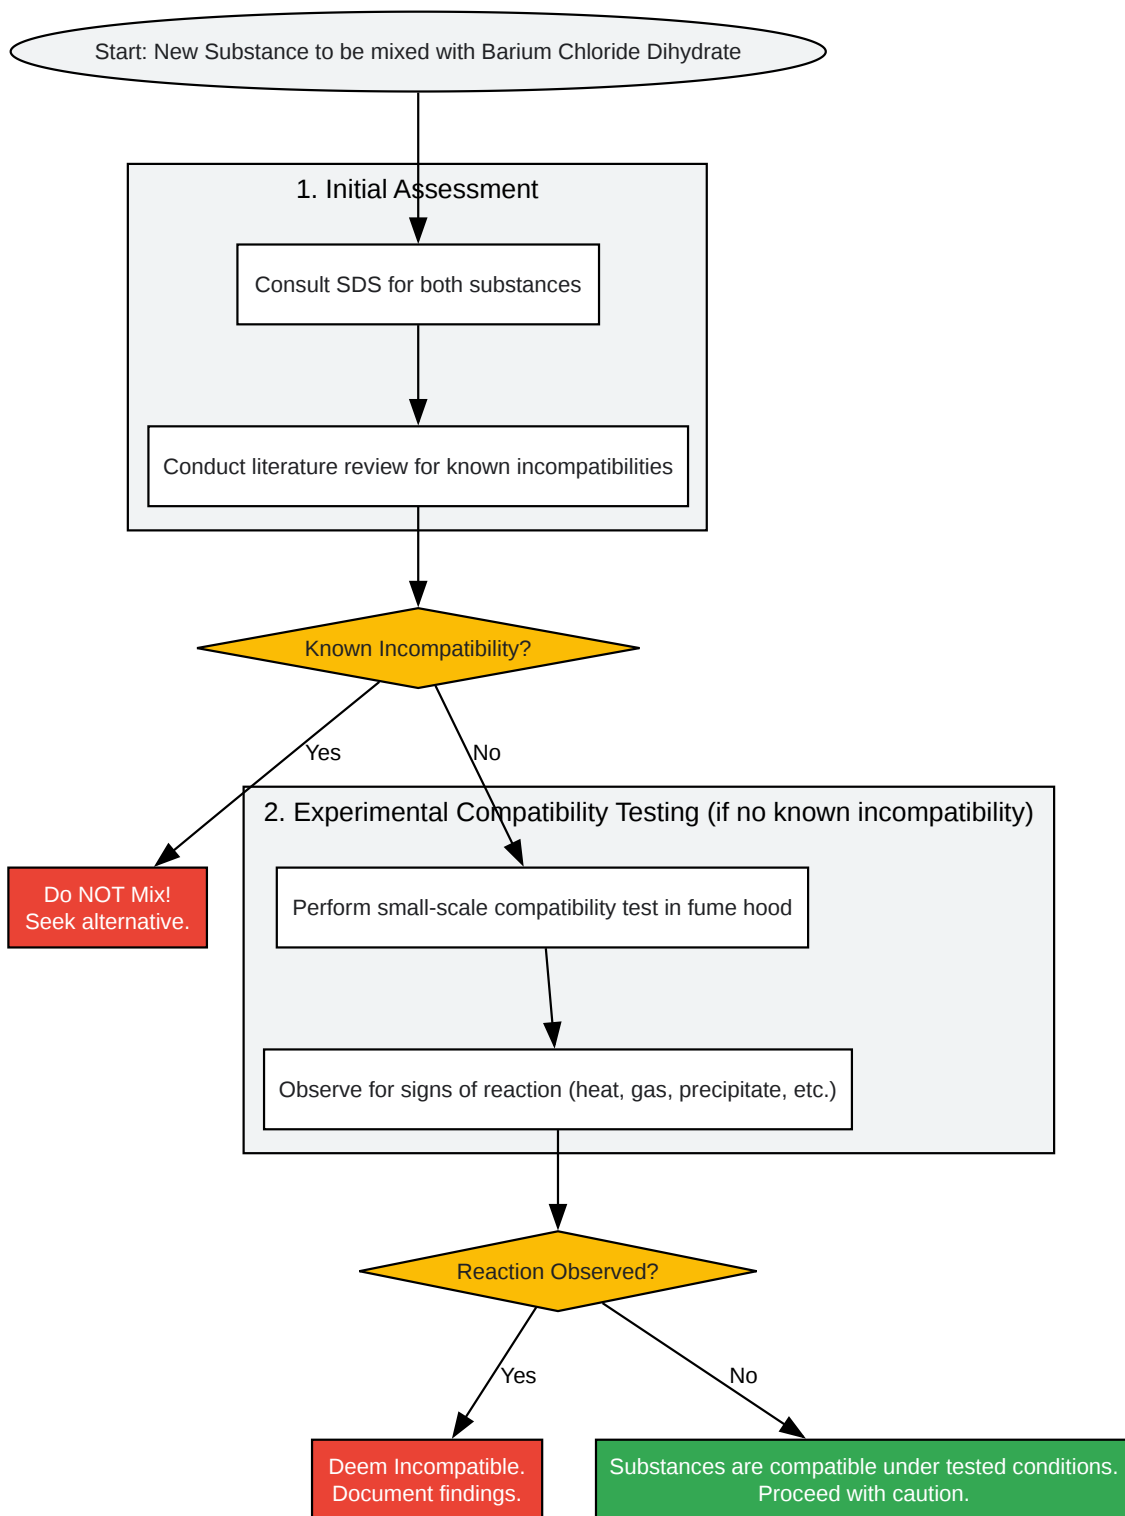 Start: New Substance to be mixed with Barium Chloride Dihydrate
1. Initial Assessment
Consult SDS for both substances
Conduct literature review for known incompatibilities
Known Incompatibility?
Yes
No
2. Experimental Compatibility Testing (if no known incompatibility)
Do NOT Mix!
Seek alternative.
Perform small-scale compatibility test in fume hood
Observe for signs of reaction (heat, gas, precipitate, etc.)
Reaction Observed?
Yes
No
Deem Incompatible.
Document findings.
Substances are compatible under tested conditions.
Proceed with caution.